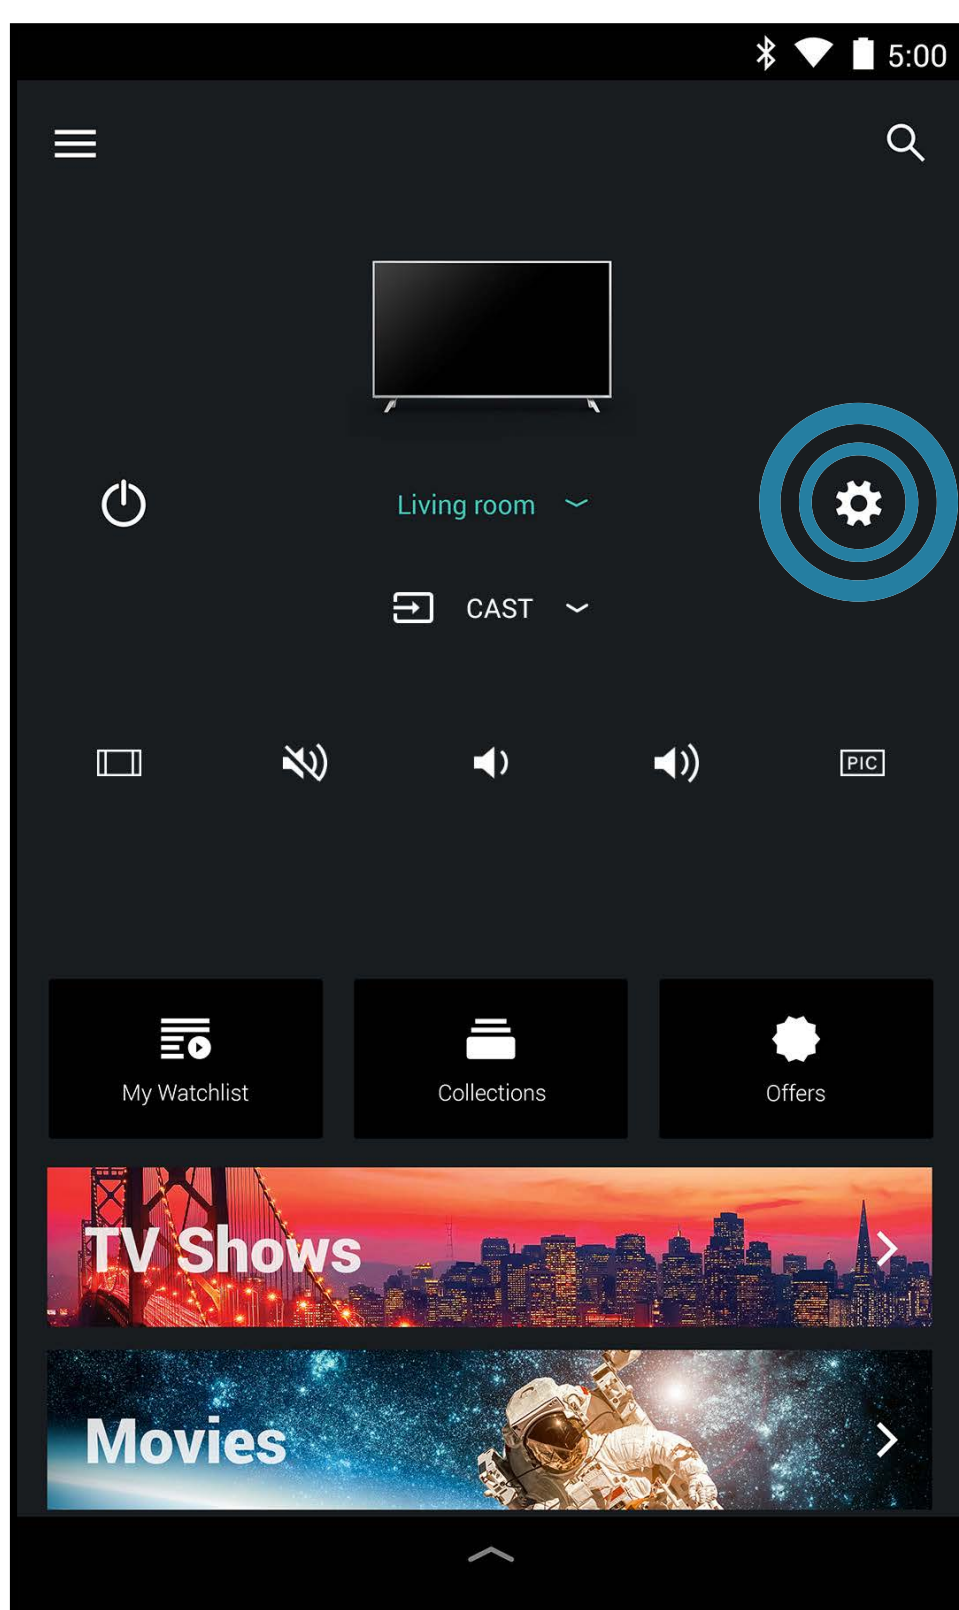 5:00
Living room
CAST
PIC
My Watchlist
Collections
Offers
TV Shows
Movies